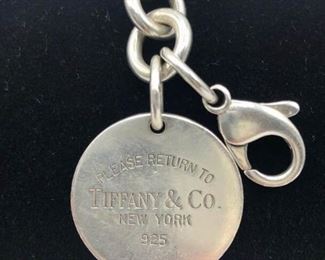 PLEASE RETURN TO
TIFFANY & CO.
NEW YORK
925